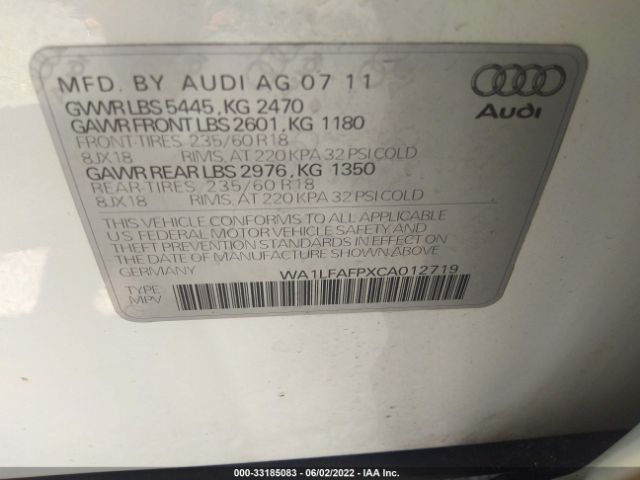 MFD. BY AUDI AG 07 11
GVWR LBS 5445, KG 2470
GAWR FRONT LBS 2601, KG 1180
FRONT-TIRES 235/60 R18
8JX18 RIMS, AT 220 KPA 32 PSI COLD
GAWR REAR LBS 2976, KG 1350
REAR-TIRES, 235/60 R18
8JX18 RIMS, AT 220 KPA 32 PSI COLD
Audi
THIS VEHICLE CONFORMS TO ALL APPLICABLE
U.S. FEDERAL MOTOR VEHICLE SAFETY AND
THEFT PREVENTION STANDARDS IN EFFECT ON
THE DATE OF MANUFACTURE SHOWN ABOVE.
GERMANY WA1LFAFPXCA012719
TYPE:
MPV
000-33185083 - 06/02/2022 - IAA Inc.